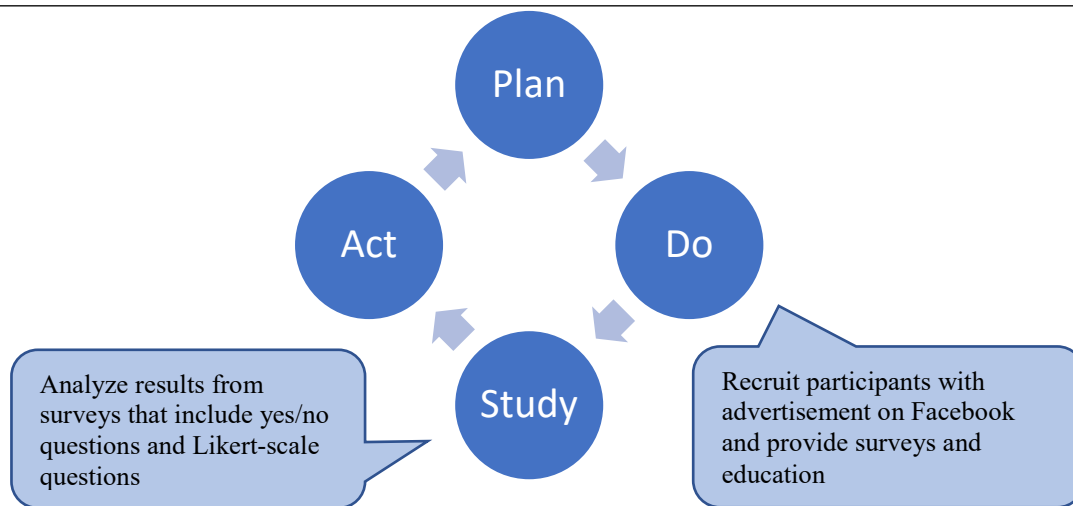 Plan
Act
Do
Study
Analyze results from
surveys that include yes/no
questions and Likert-scale
questions
Recruit participants with
advertisement on Facebook
and provide surveys and
education